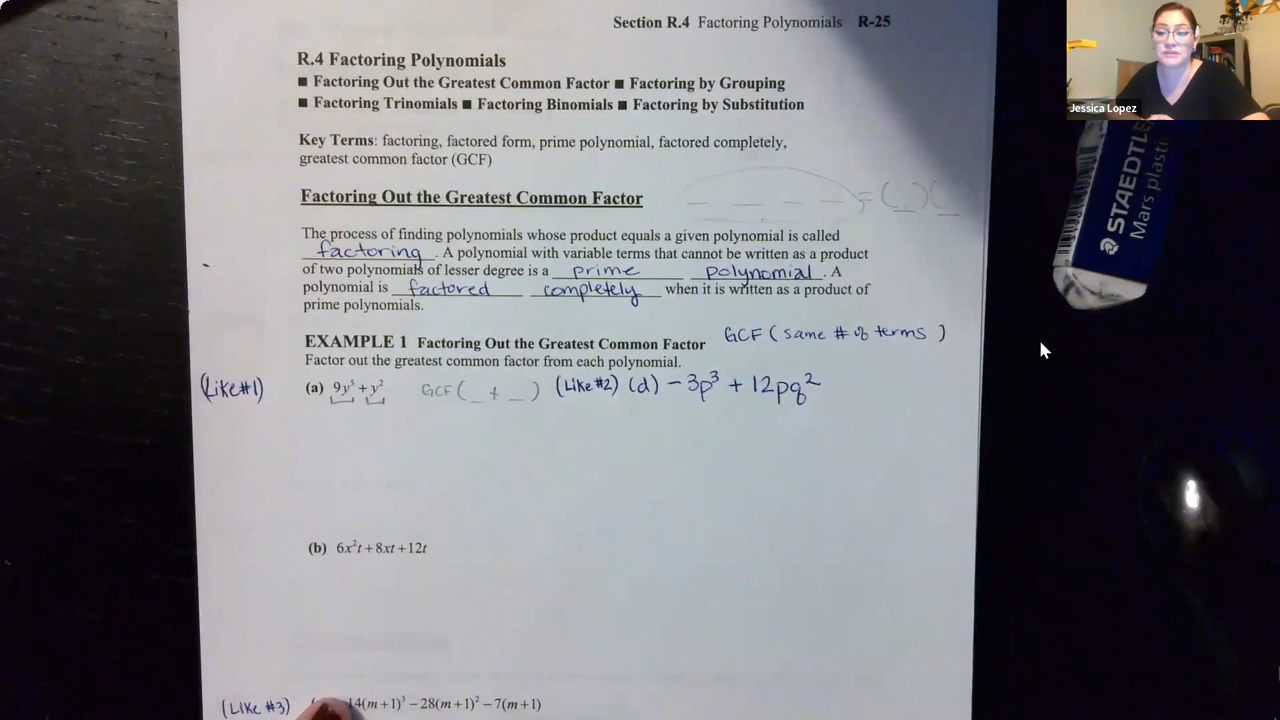 Section R.4 Factoring Polynomials R-25
R.4 Factoring Polynomials
■ Factoring Out the Greatest Common Factor ■ Factoring by Grouping
■ Factoring Trinomials ■ Factoring Binomials ■ Factoring by Substitution
Key Terms: factoring, factored form, prime polynomial, factored completely,
greatest common factor (GCF)
Factoring Out the Greatest Common Factor
= (_)(_
The process of finding polynomials whose product equals a given polynomial is called
factoring. A polynomial with variable terms that cannot be written as a product
of two polynomials of lesser degree is a prime polynomial. A
polynomial is factored completely when it is written as a product of
prime polynomials.
EXAMPLE 1 Factoring Out the Greatest Common Factor GCF (same # of terms)
Factor out the greatest common factor from each polynomial.
(Like #1) (a) 9y⁵ + y² GCF(_ + _) (Like #2) (d) −3p³ + 12pq²
(b) 6x²t + 8xt + 12t
(Like #3) 14(m+1)³ − 28(m+1)² − 7(m+1)
Jessica Lopez
STAEDTLE
Mars plasti